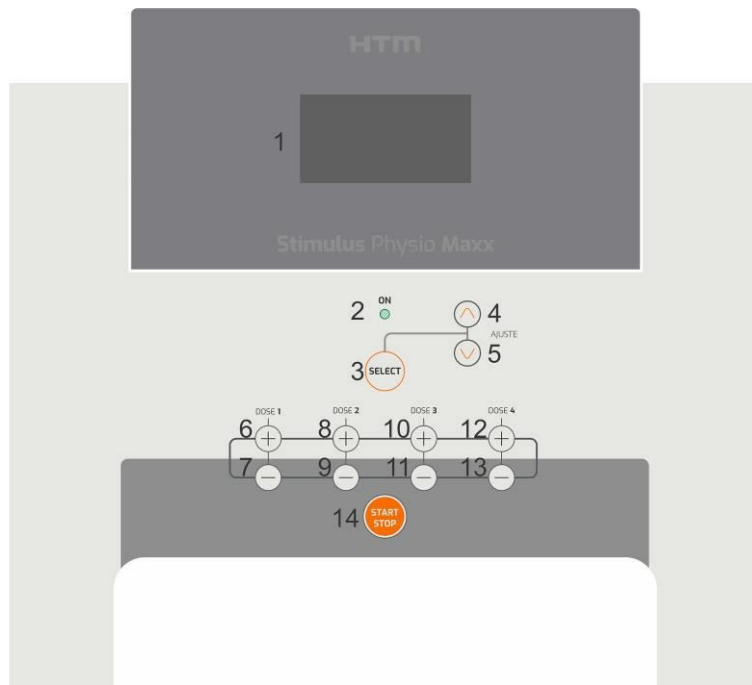 HTM
1
Stimulus Physio Maxx
2 ON 4
AJUSTE
5
3 SELECT
DOSE 1 DOSE 2 DOSE 3 DOSE 4
6 + 8 + 10 + 12 +
7 − 9 − 11 − 13 −
14 START
STOP